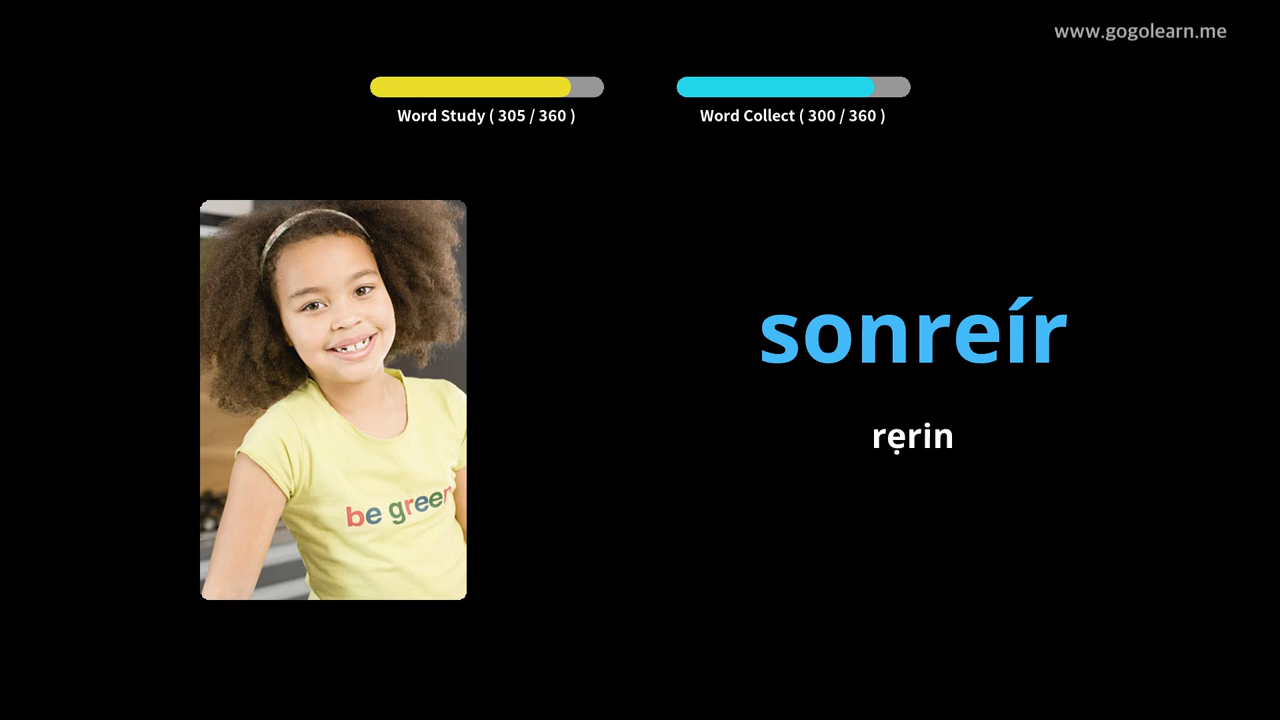 www.gogolearn.me
Word Study ( 305 / 360 )
Word Collect ( 300 / 360 )
sonreír
rẹrin
be green